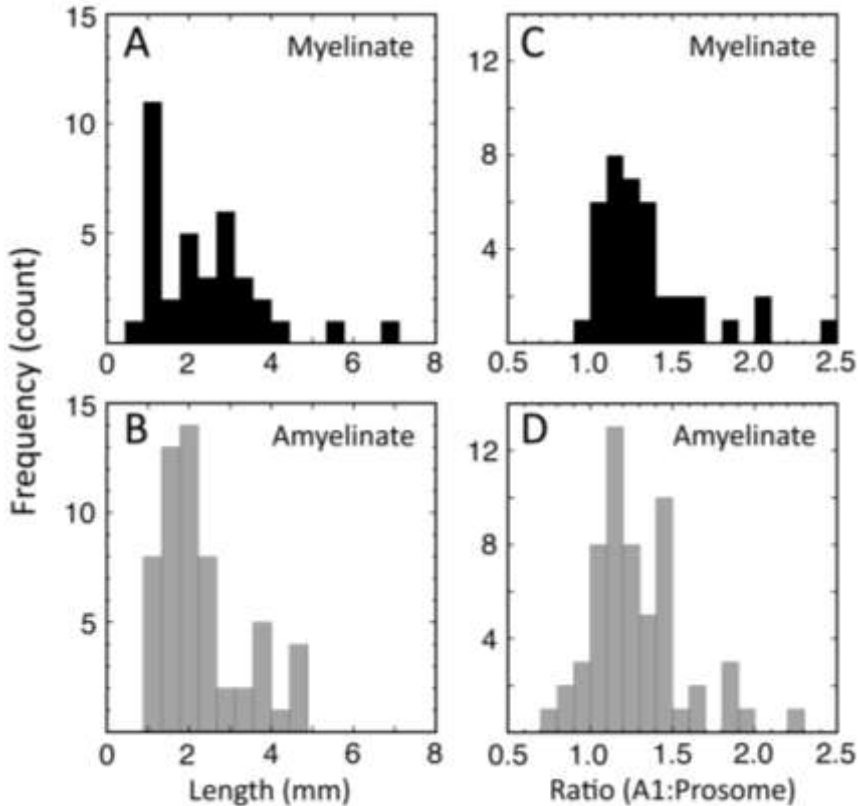 A
Myelinate
15
10
5
0
2
4
6
8
C
Myelinate
12
8
4
0.5
1.0
1.5
2.0
2.5
Frequency (count)
B
Amyelinate
15
10
5
0
2
4
6
8
Length (mm)
D
Amyelinate
12
8
4
0.5
1.0
1.5
2.0
2.5
Ratio (A1:Prosome)